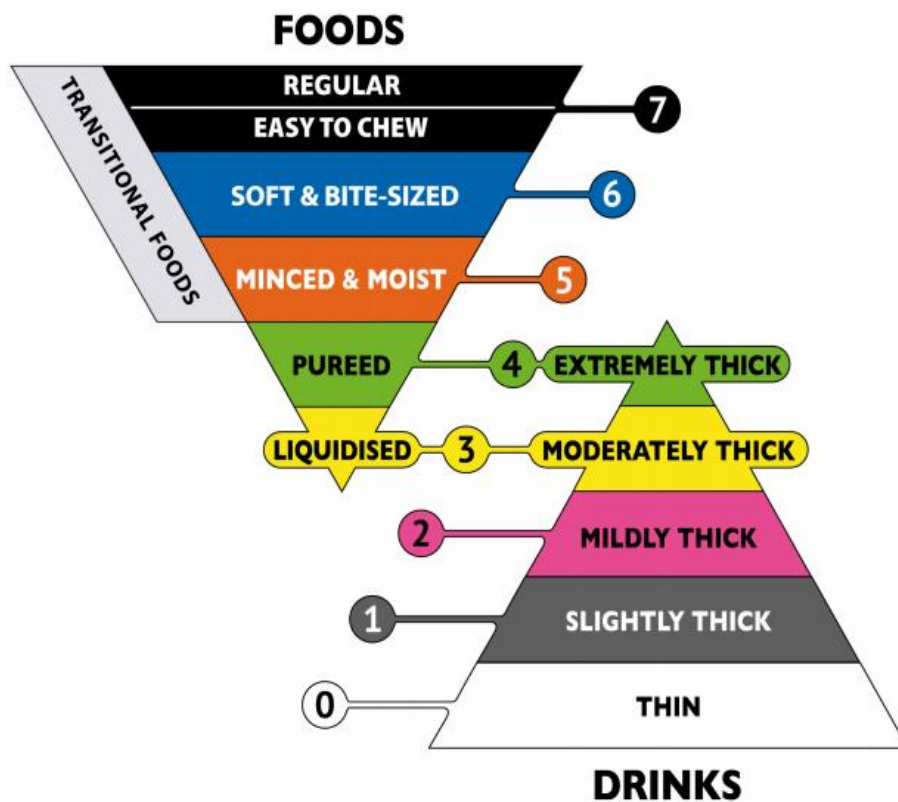 FOODS
TRANSITIONAL FOODS
REGULAR
EASY TO CHEW
7
SOFT & BITE-SIZED
6
MINCED & MOIST
5
PUREED
4
EXTREMELY THICK
LIQUIDISED
3
MODERATELY THICK
2
MILDLY THICK
1
SLIGHTLY THICK
0
THIN
DRINKS